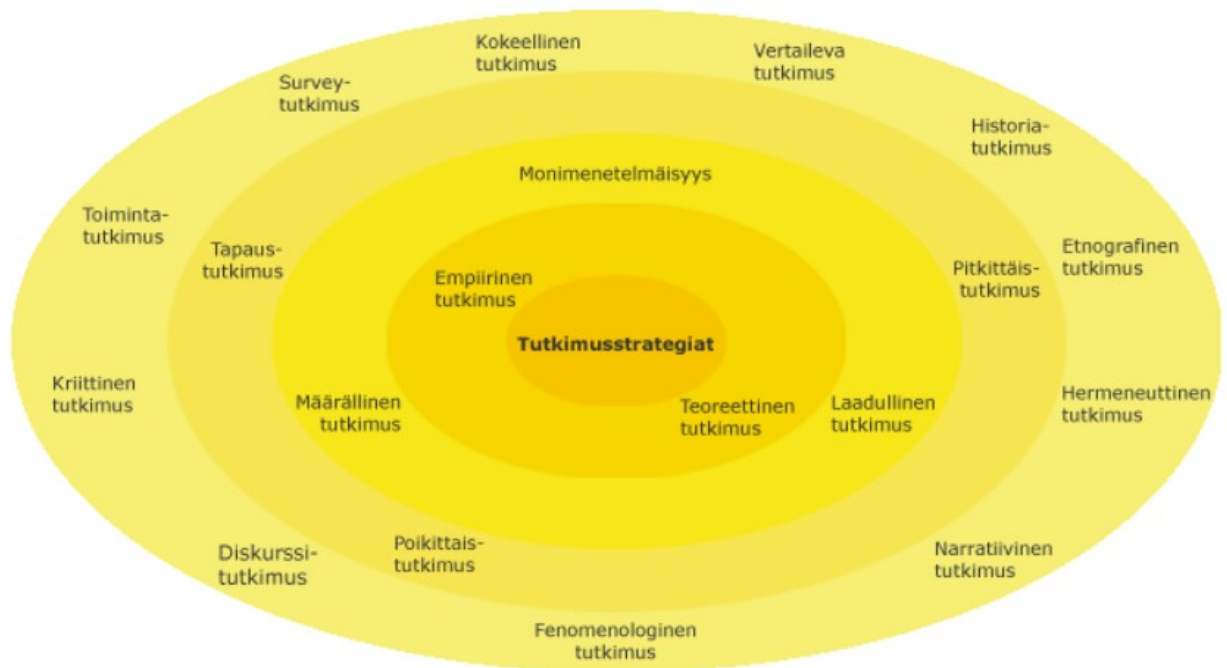 Kokeellinen
tutkimus
Vertaileva
tutkimus
Survey-
tutkimus
Historia-
tutkimus
Monimenetelmäisyys
Toiminta-
tutkimus
Tapaus-
tutkimus
Etnografinen
tutkimus
Pitkittäis-
tutkimus
Empiirinen
tutkimus
Tutkimusstrategiat
Kriittinen
tutkimus
Määrällinen
tutkimus
Teoreettinen
tutkimus
Laadullinen
tutkimus
Hermeneuttinen
tutkimus
Diskurssi-
tutkimus
Poikittais-
tutkimus
Narratiivinen
tutkimus
Fenomenologinen
tutkimus